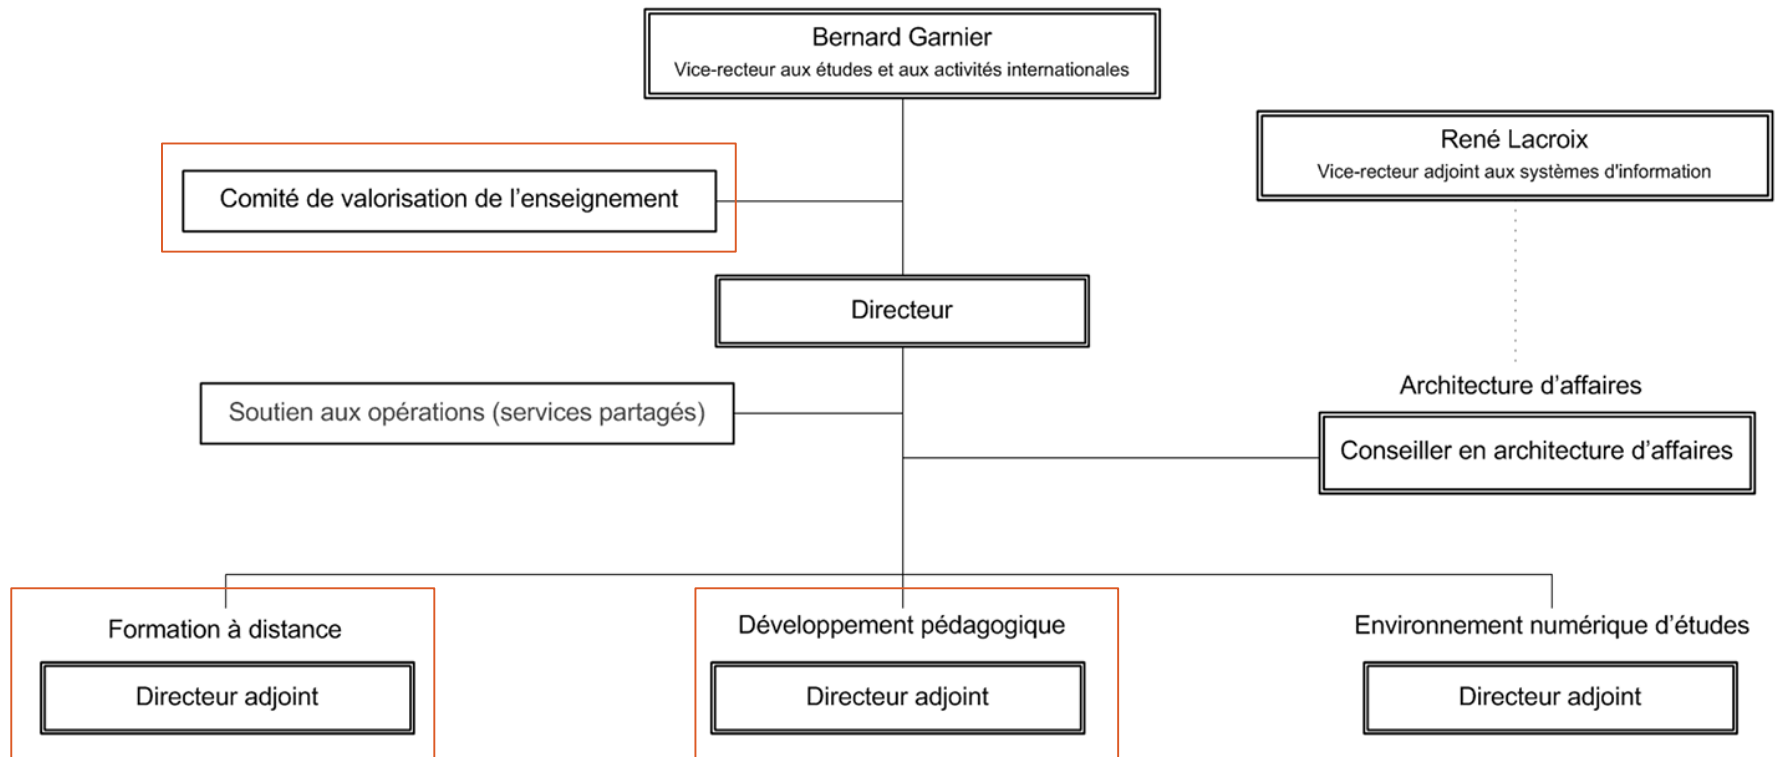 Bernard Garnier
Vice-recteur aux études et aux activités internationales
René Lacroix
Vice-recteur adjoint aux systèmes d'information
Comité de valorisation de l’enseignement
Directeur
Architecture d’affaires
Soutien aux opérations (services partagés)
Conseiller en architecture d’affaires
Formation à distance
Directeur adjoint
Développement pédagogique
Directeur adjoint
Environnement numérique d’études
Directeur adjoint